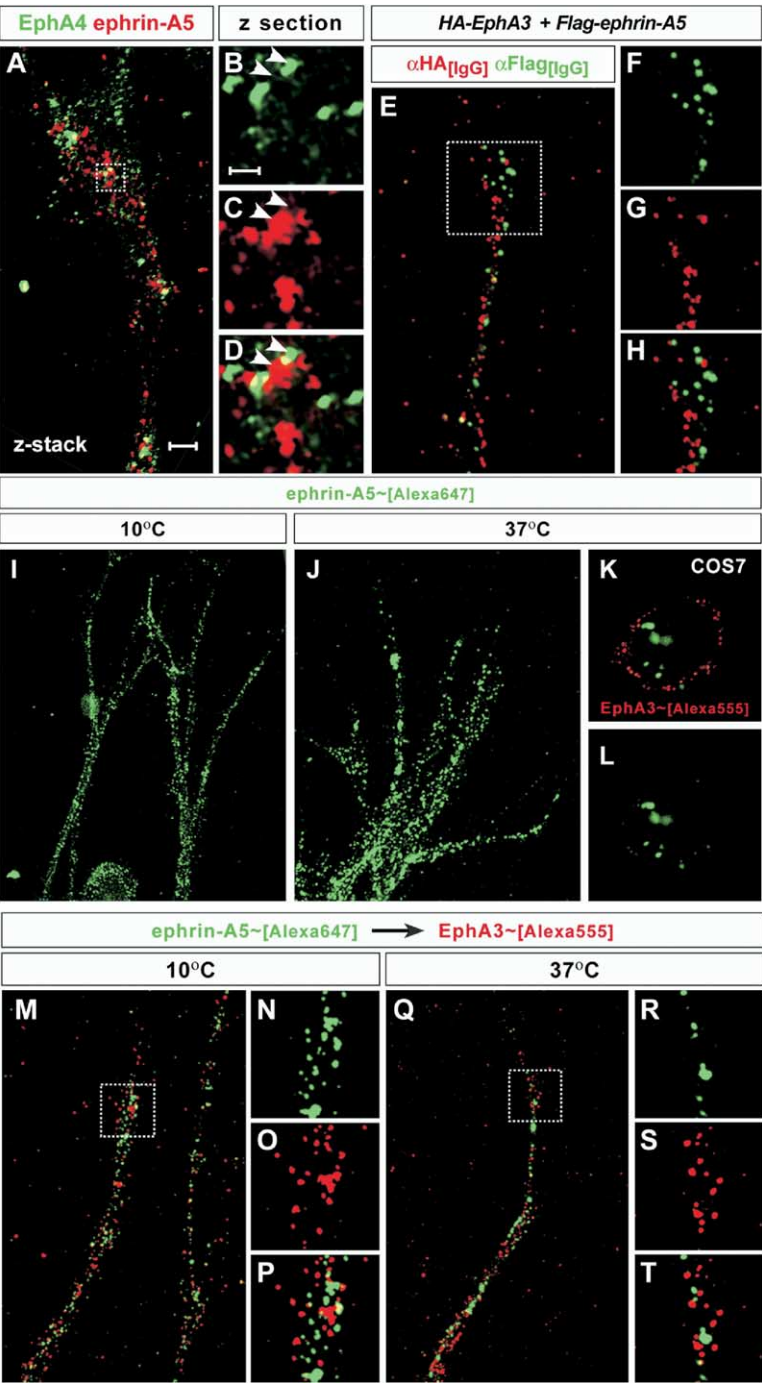 EphA4 ephrin-A5
z section
HA-EphA3 + Flag-ephrin-A5
αHA[IgG] αFlag[IgG]
A
B
C
D
z-stack
E
F
G
H
ephrin-A5~[Alexa647]
10°C
37°C
I
J
K
COS7
EphA3~[Alexa555]
L
ephrin-A5~[Alexa647] → EphA3~[Alexa555]
10°C
37°C
M
N
O
P
Q
R
S
T